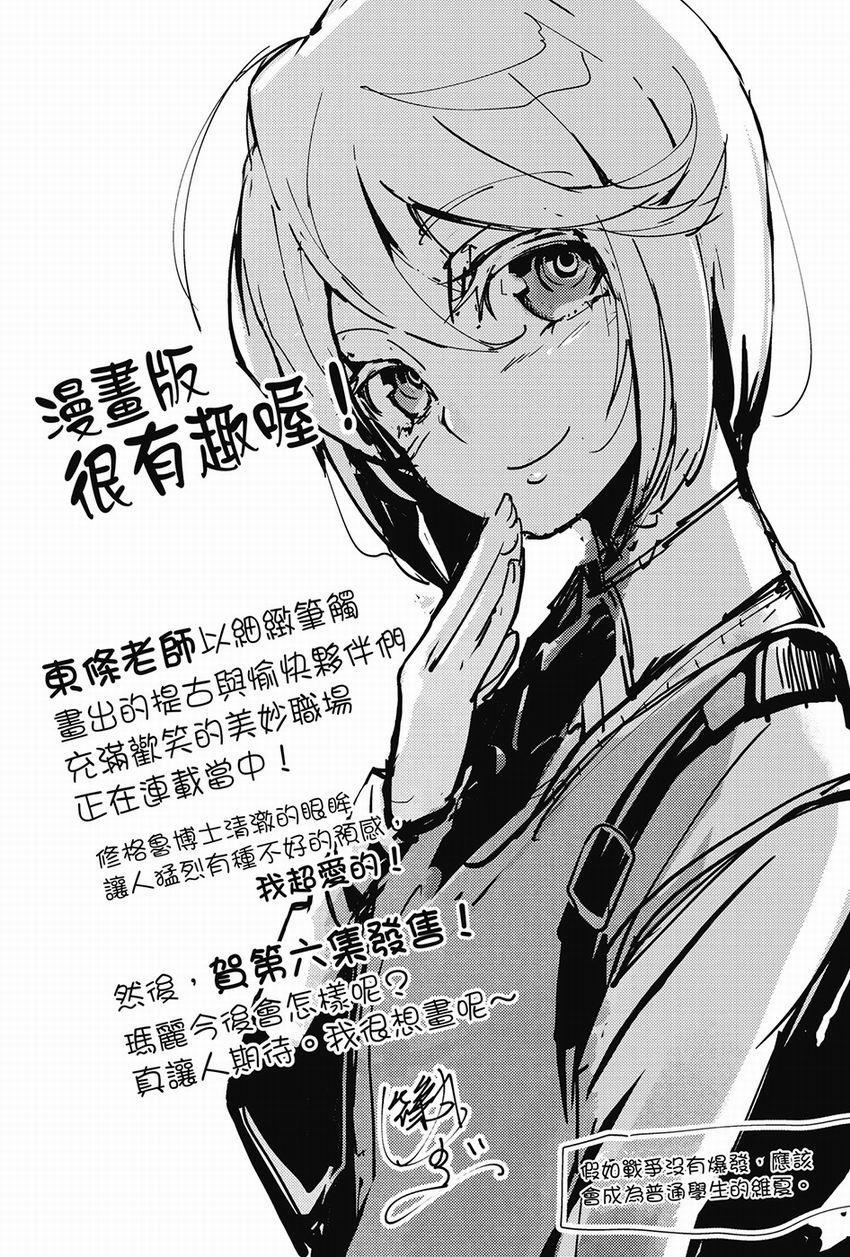 漫畫版
很有趣喔！
東條老師以細緻筆觸
畫出的提古與愉快夥伴們
充滿歡笑的美妙職場
正在連載當中！
修格魯博士清澈的眼眸
讓人猛烈有種不好的預感，
我超愛的！
然後，賀第六集發售！
瑪麗今後會怎樣呢？
真讓人期待。我很想畫呢～
假如戰爭沒有爆發，應該
會成為普通學生的維夏。